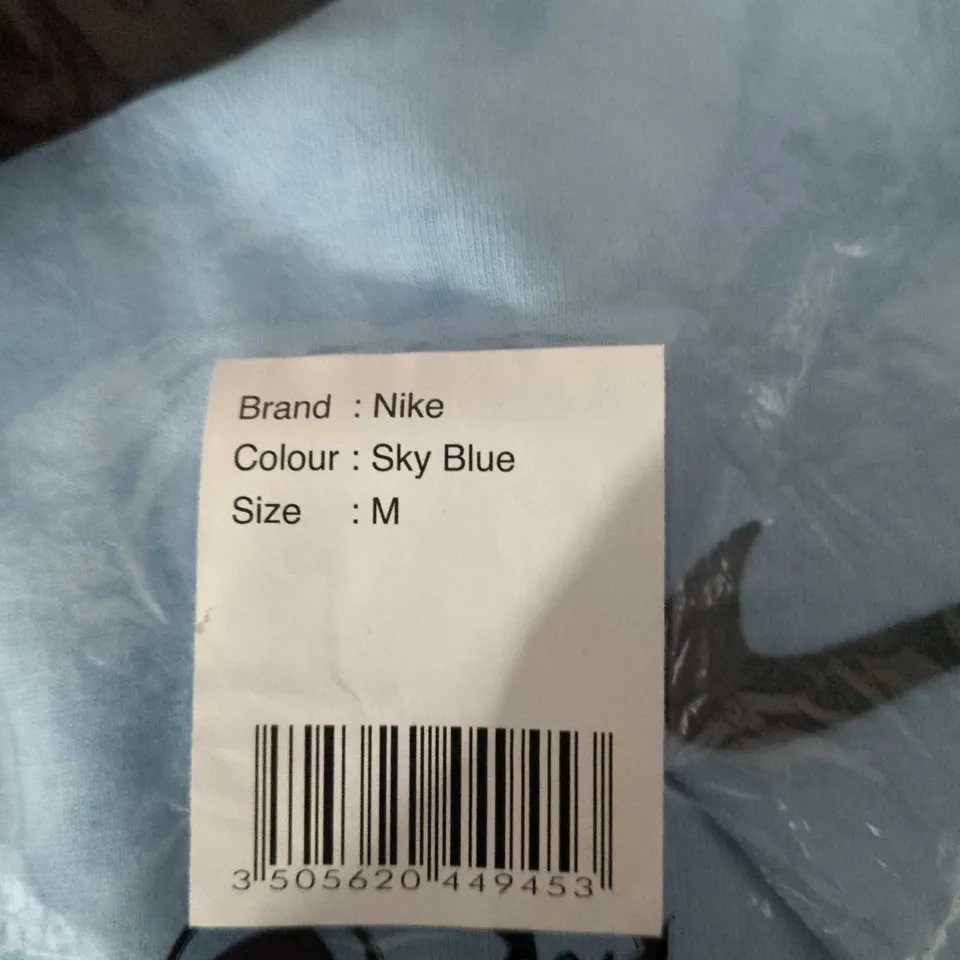 Brand : Nike
Colour : Sky Blue
Size : M
3 505620 449453